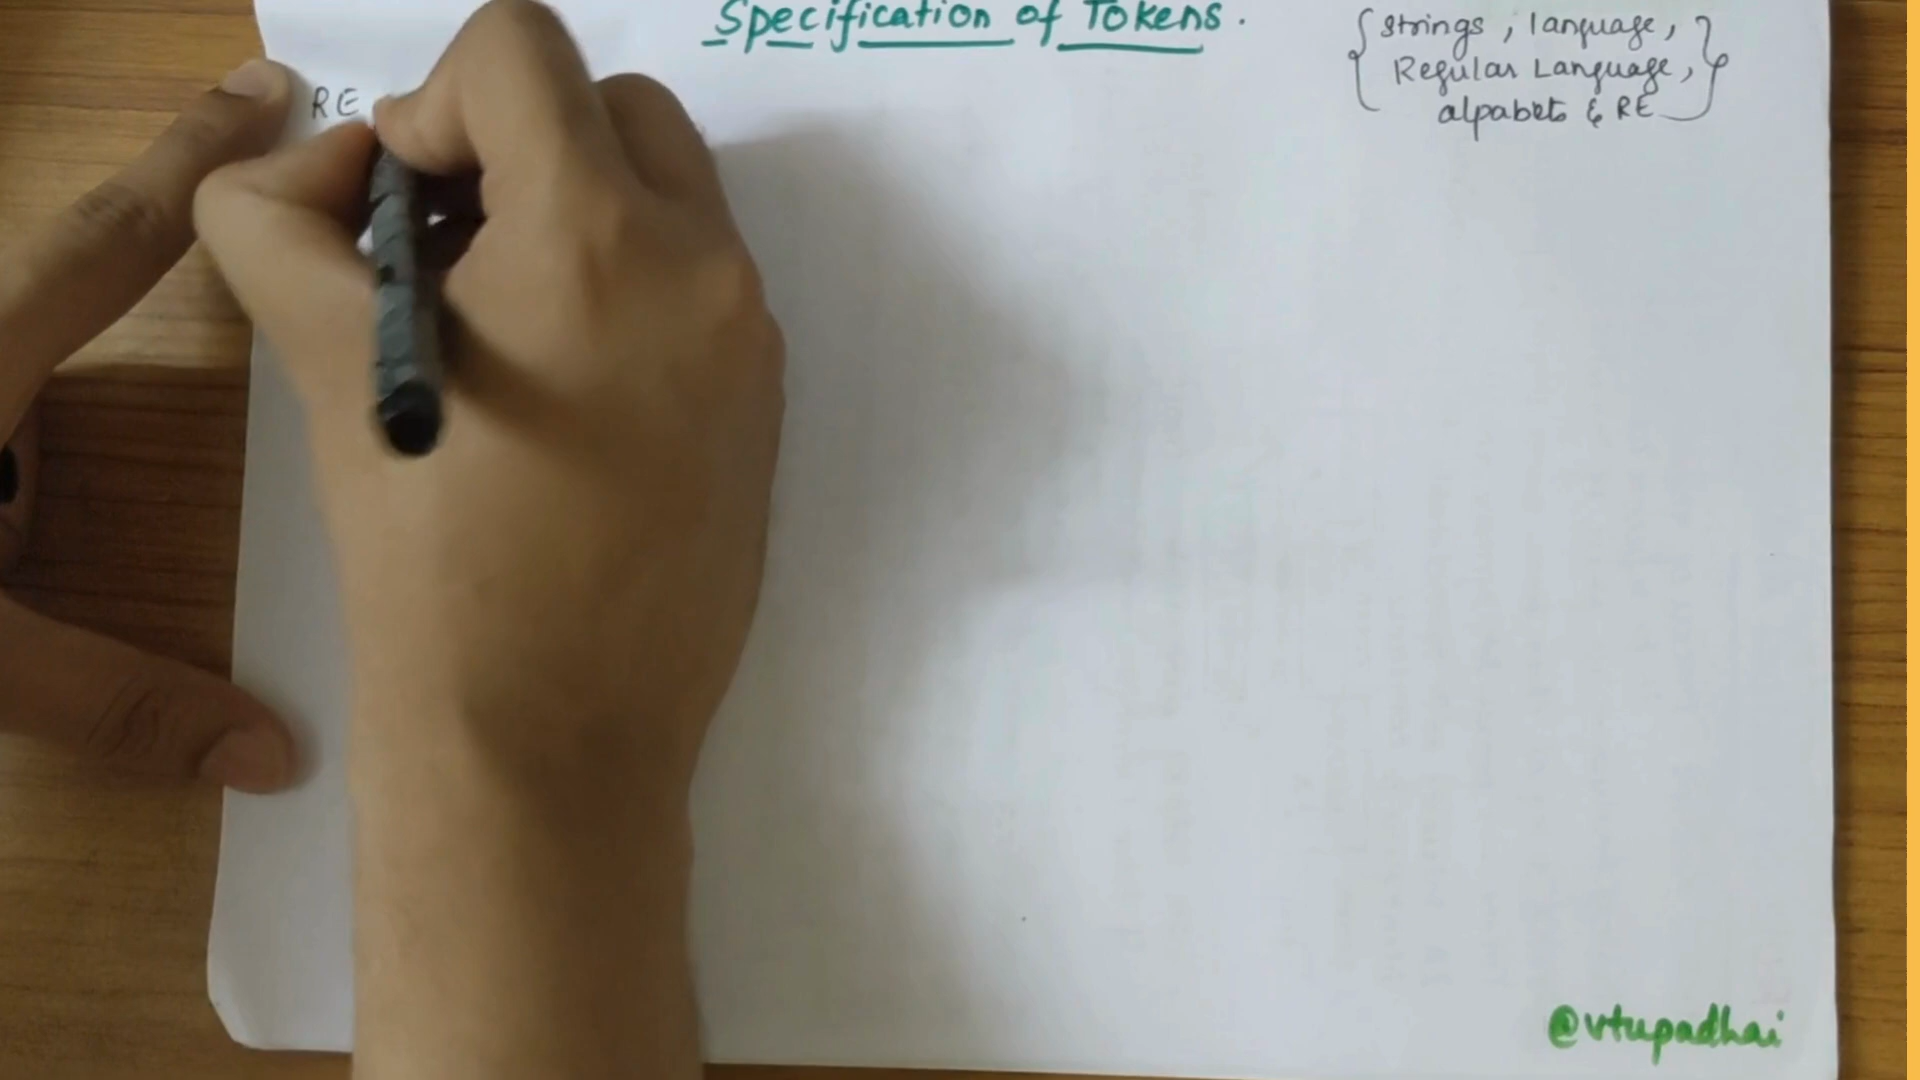 Specification of Tokens.
{ strings, language, }
Regular Language,
alpabets & RE
RE
@vtupadhai